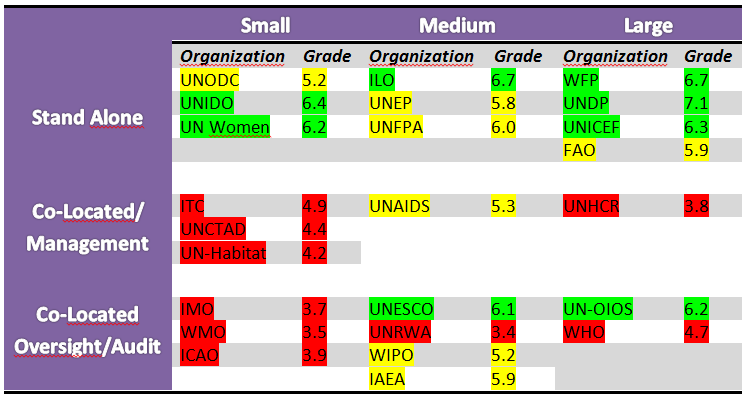 Small Medium Large
Organization Grade Organization Grade Organization Grade
UNODC 5.2 ILO 6.7 WFP 6.7
UNIDO 6.4 UNEP 5.8 UNDP 7.1
Stand Alone UN Women 6.2 UNFPA 6.0 UNICEF 6.3
FAO 5.9
Co-Located/ ITC 4.9 UNAIDS 5.3 UNHCR 3.8
Management UNCTAD 4.4
UN-Habitat 4.2
Co-Located IMO 3.7 UNESCO 6.1 UN-OIOS 6.2
Oversight/Audit WMO 3.5 UNRWA 3.4 WHO 4.7
ICAO 3.9 WIPO 5.2
IAEA 5.9